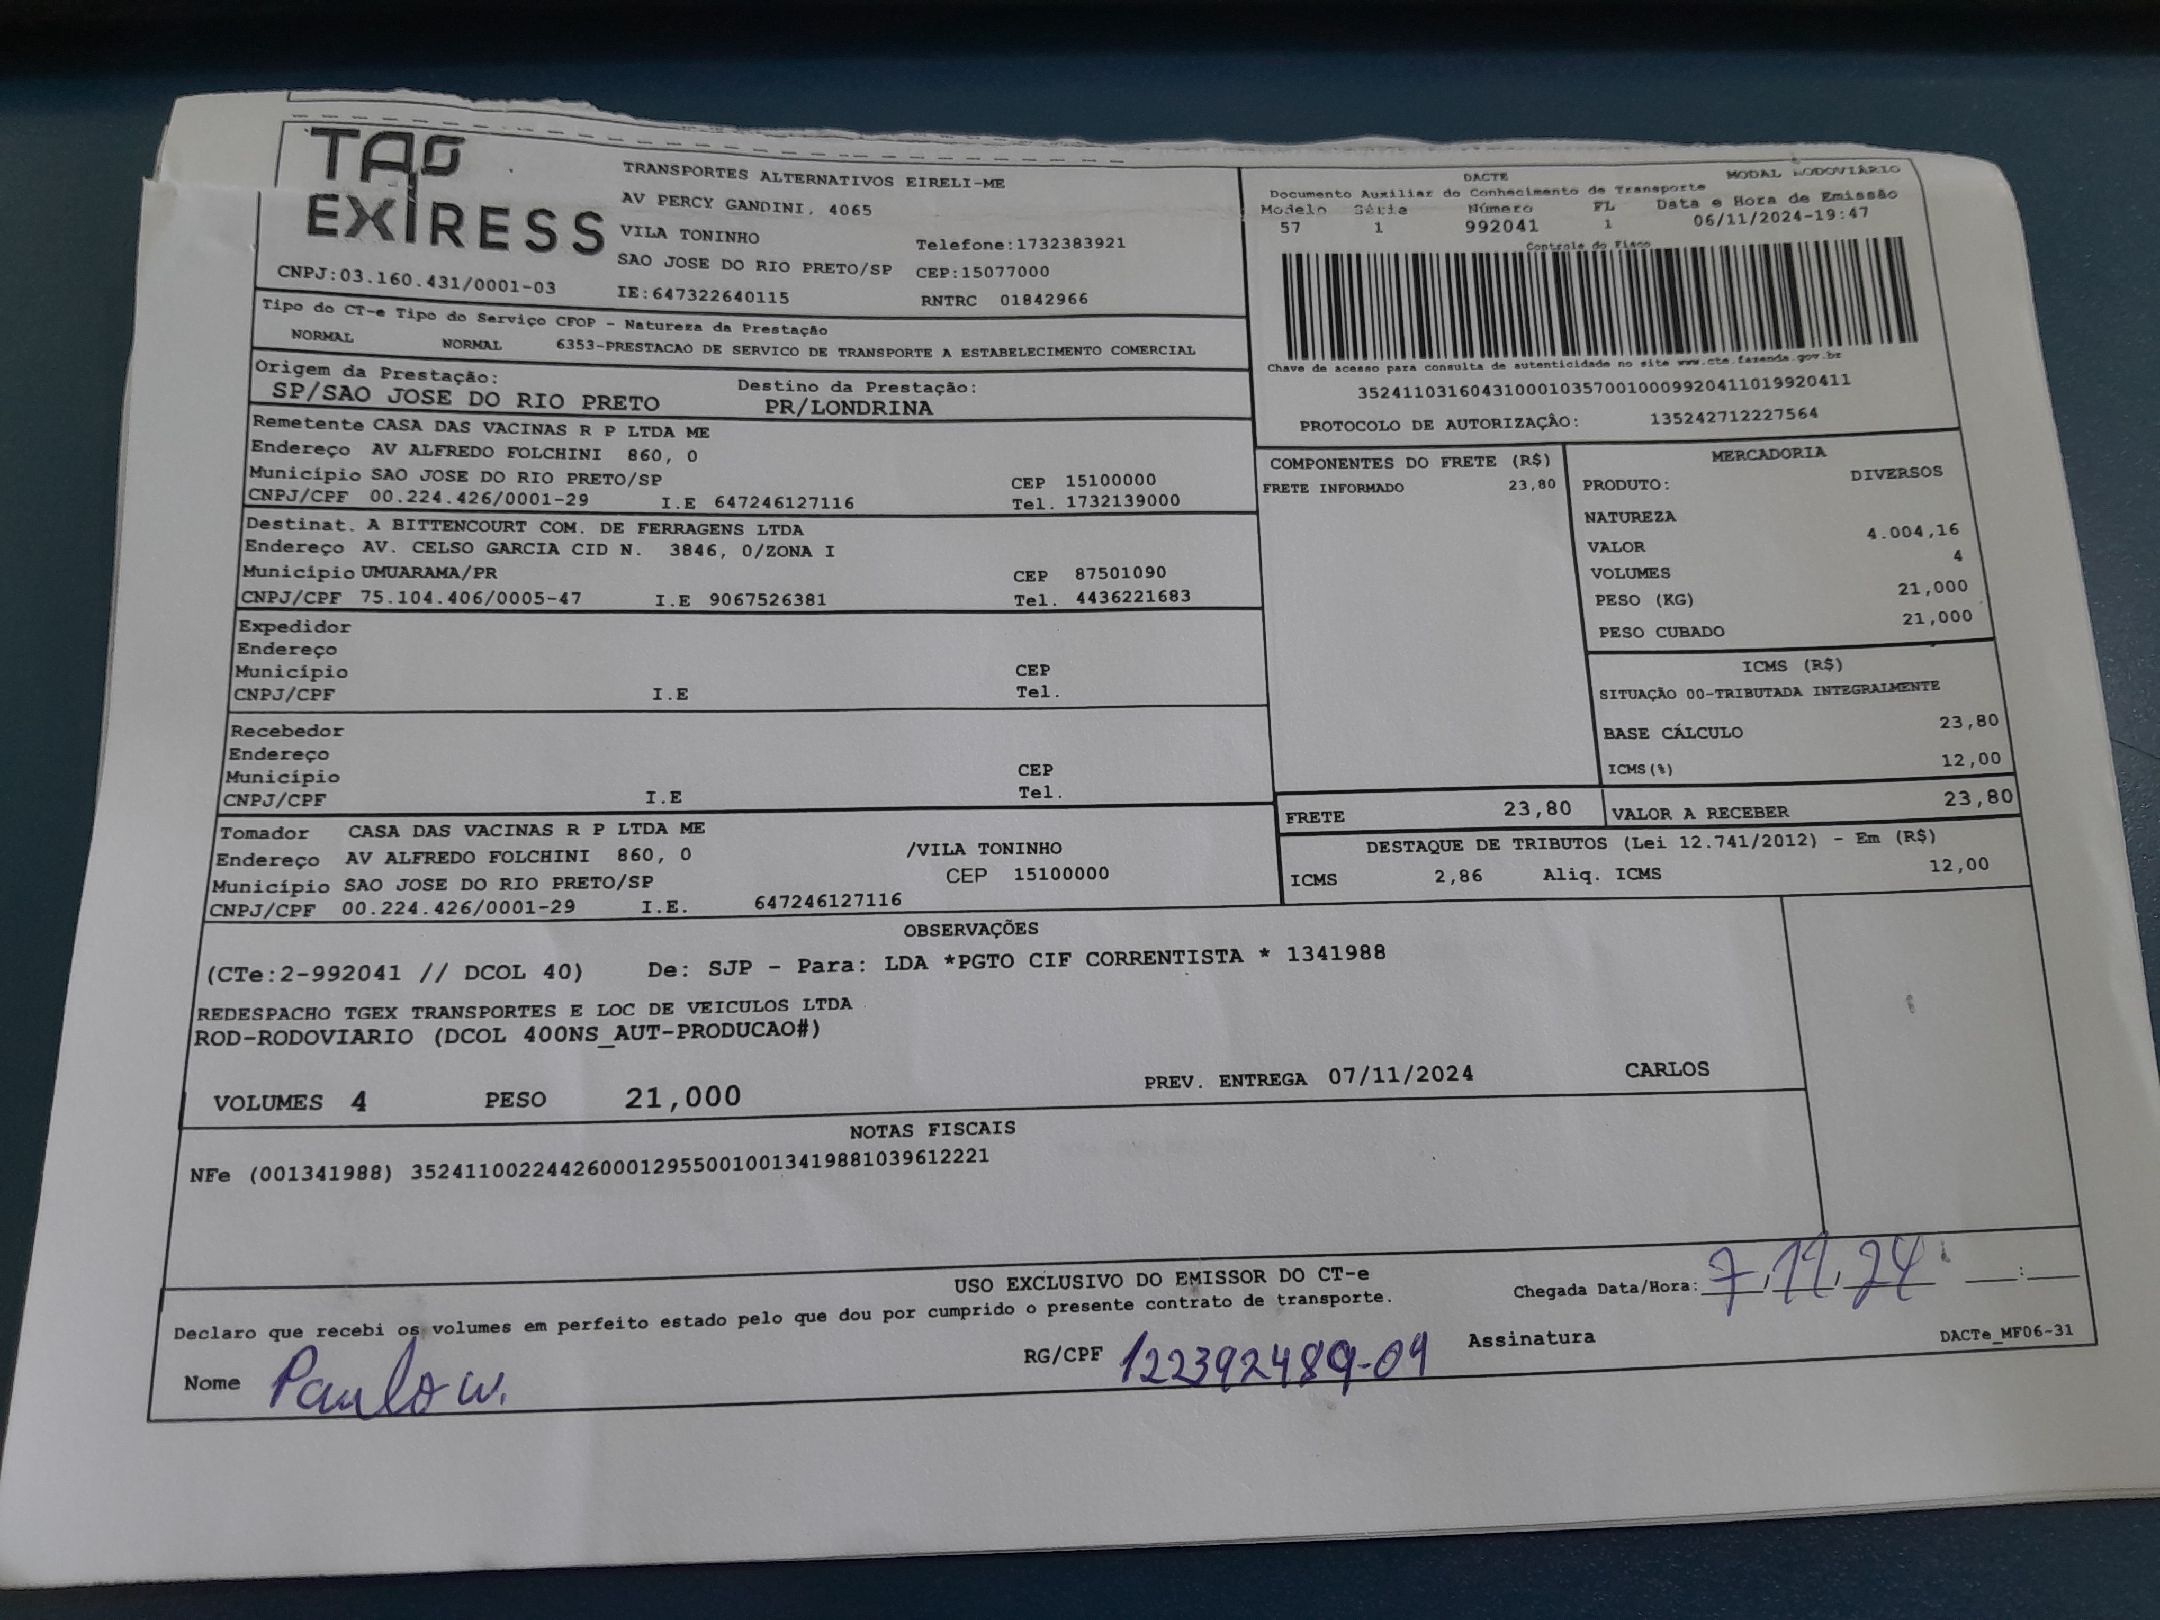 TAO
EXPRESS
TRANSPORTES ALTERNATIVOS EIRELI-ME
AV PERCY GANDINI, 4065
VILA TONINHO
Telefone:1732383921
SAO JOSE DO RIO PRETO/SP CEP:15077000
CNPJ:03.160.431/0001-03
IE:647322640115
RNTRC 01842966
DACTE
MODAL RODOVIÁRIO
Documento Auxiliar do Conhecimento de Transporte
Modelo Série Número FL Data e Hora de Emissão
57 1 992041 1 06/11/2024-19:47
Controle do Fisco
Chave de acesso para consulta de autenticidade no site www.cte.fazenda.gov.br
35241103160431000103570010009920411019920411
PROTOCOLO DE AUTORIZAÇÃO: 135242712227564
Tipo do CT-e Tipo do Serviço CFOP - Natureza da Prestação
NORMAL NORMAL 6353-PRESTACAO DE SERVICO DE TRANSPORTE A ESTABELECIMENTO COMERCIAL
Origem da Prestação: Destino da Prestação:
SP/SAO JOSE DO RIO PRETO PR/LONDRINA
Remetente CASA DAS VACINAS R P LTDA ME
Endereço AV ALFREDO FOLCHINI 860, 0
Município SAO JOSE DO RIO PRETO/SP CEP 15100000
CNPJ/CPF 00.224.426/0001-29 I.E 647246127116 Tel. 1732139000
Destinat. A BITTENCOURT COM. DE FERRAGENS LTDA
Endereço AV. CELSO GARCIA CID N. 3846, 0/ZONA I
Município UMUARAMA/PR CEP 87501090
CNPJ/CPF 75.104.406/0005-47 I.E 9067526381 Tel. 4436221683
Expedidor
Endereço
Município CEP
CNPJ/CPF I.E Tel.
Recebedor
Endereço
Município CEP
CNPJ/CPF I.E Tel.
Tomador CASA DAS VACINAS R P LTDA ME
Endereço AV ALFREDO FOLCHINI 860, 0 /VILA TONINHO
Município SAO JOSE DO RIO PRETO/SP CEP 15100000
CNPJ/CPF 00.224.426/0001-29 I.E. 647246127116
COMPONENTES DO FRETE (R$)
FRETE INFORMADO 23,80
MERCADORIA
PRODUTO: DIVERSOS
NATUREZA
VALOR 4.004,16
VOLUMES 4
PESO (KG) 21,000
PESO CUBADO 21,000
ICMS (R$)
SITUAÇÃO 00-TRIBUTADA INTEGRALMENTE
BASE CÁLCULO 23,80
ICMS(%) 12,00
FRETE 23,80 VALOR A RECEBER 23,80
DESTAQUE DE TRIBUTOS (Lei 12.741/2012) - Em (R$)
ICMS 2,86 Aliq. ICMS 12,00
OBSERVAÇÕES
(CTe:2-992041 // DCOL 40) De: SJP - Para: LDA *PGTO CIF CORRENTISTA * 1341988
REDESPACHO TGEX TRANSPORTES E LOC DE VEICULOS LTDA
ROD-RODOVIARIO (DCOL 400NS_AUT-PRODUCAO#)
VOLUMES 4 PESO 21,000 PREV. ENTREGA 07/11/2024 CARLOS
NOTAS FISCAIS
NFe (001341988) 35241100224426000129550010013419881039612221
USO EXCLUSIVO DO EMISSOR DO CT-e
Chegada Data/Hora: 7,11,24 __:__
Declaro que recebi os volumes em perfeito estado pelo que dou por cumprido o presente contrato de transporte.
Nome Paulo W. RG/CPF 122392489-09 Assinatura
DACTe_MF06-31